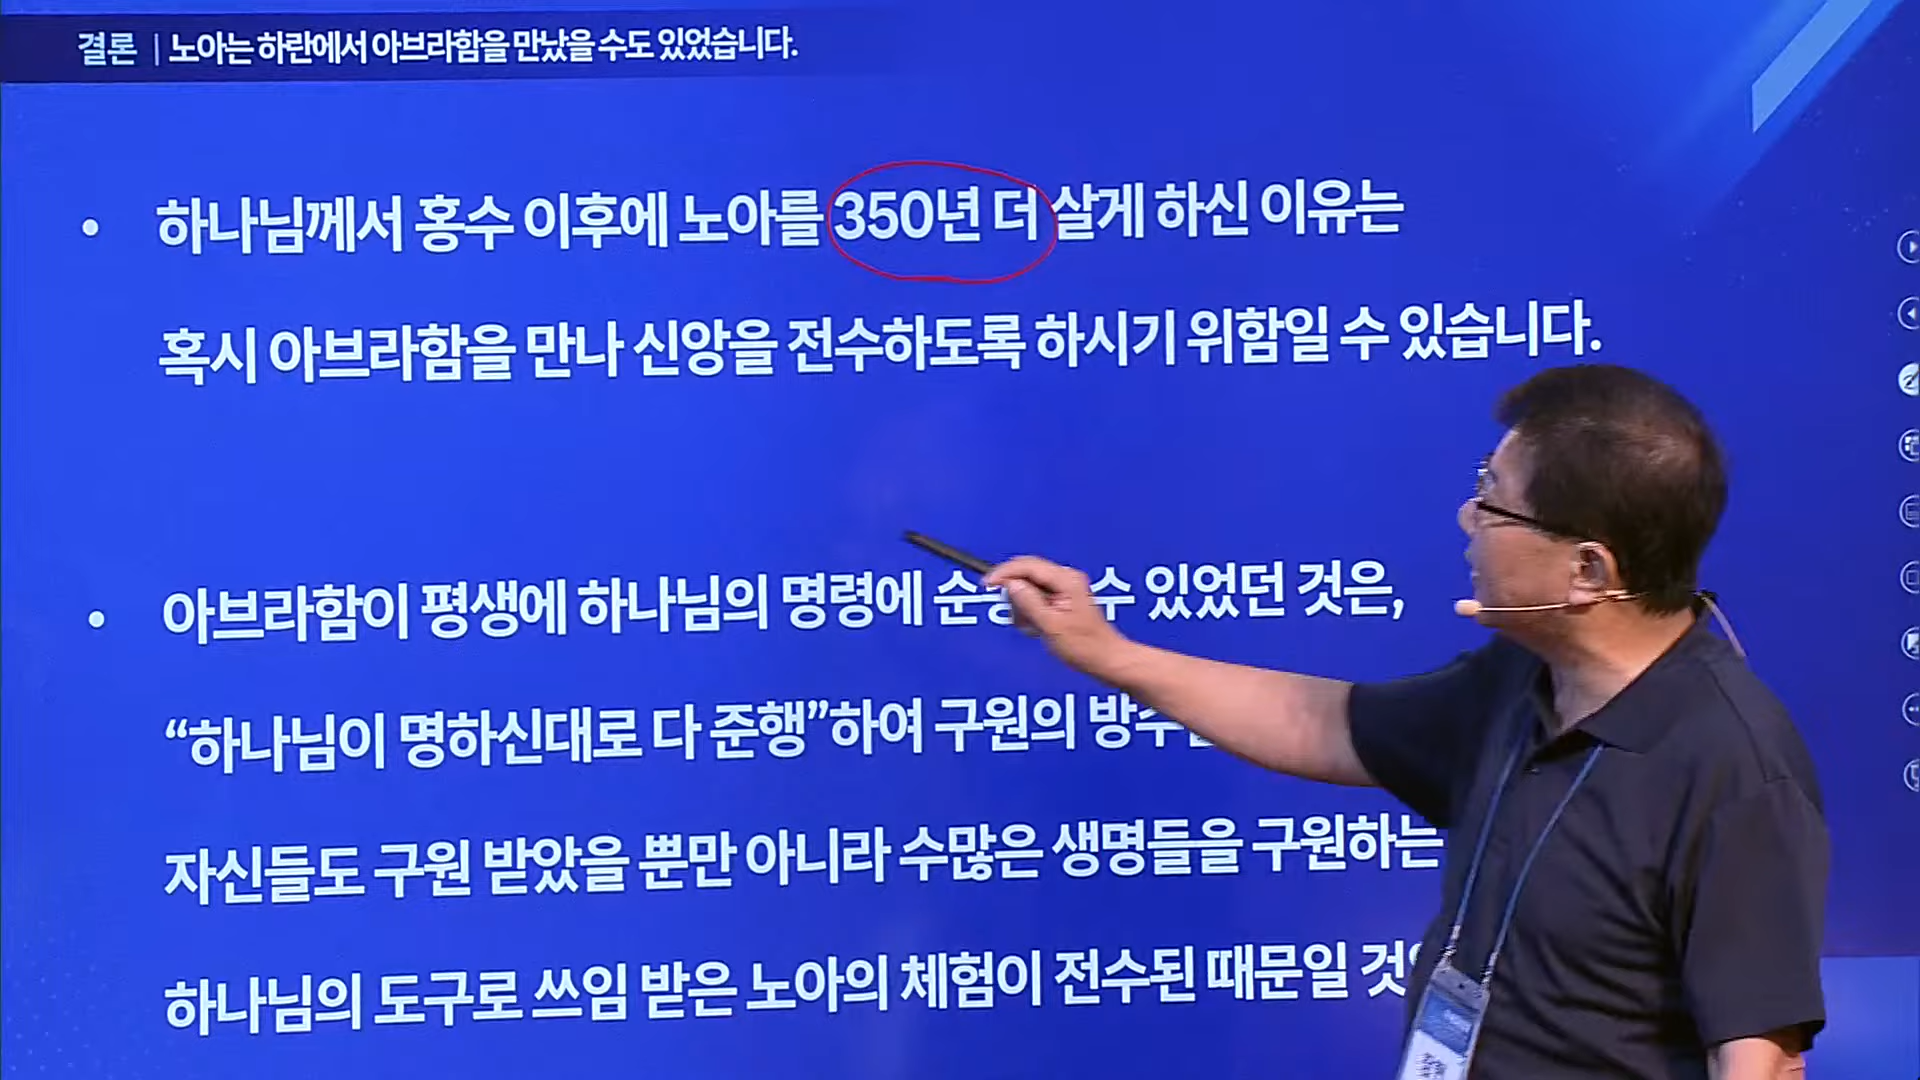 결론 | 노아는 하란에서 아브라함을 만났을 수도 있었습니다.
• 하나님께서 홍수 이후에 노아를 350년 더 살게 하신 이유는
혹시 아브라함을 만나 신앙을 전수하도록 하시기 위함일 수 있습니다.
• 아브라함이 평생에 하나님의 명령에 수 있었던 것은,
“하나님이 명하신대로 다 준행”하여 구원의
자신들도 구원 받았을 뿐만 아니라 수많은 생명들을 구원하는
하나님의 도구로 쓰임 받은 노아의 체험이 전수된 때문일